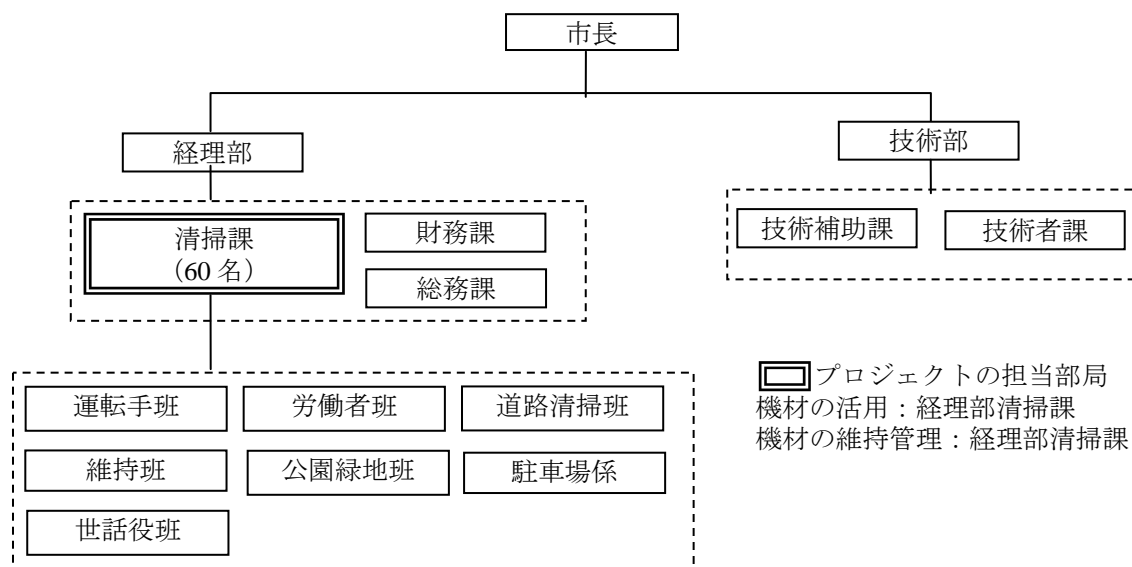 市長
経理部
技術部
清掃課
（60 名）
財務課
総務課
技術補助課
技術者課
運転手班
労働者班
道路清掃班
維持班
公園緑地班
駐車場係
世話役班
プロジェクトの担当部局
機材の活用：経理部清掃課
機材の維持管理：経理部清掃課